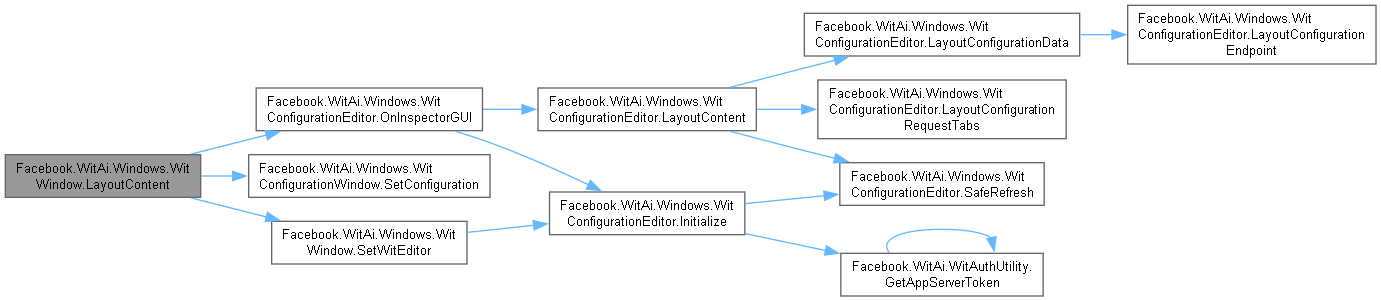 Facebook.WitAi.Windows.Wit
Window.LayoutContent
Facebook.WitAi.Windows.Wit
ConfigurationEditor.OnInspectorGUI
Facebook.WitAi.Windows.Wit
ConfigurationWindow.SetConfiguration
Facebook.WitAi.Windows.Wit
Window.SetWitEditor
Facebook.WitAi.Windows.Wit
ConfigurationEditor.LayoutContent
Facebook.WitAi.Windows.Wit
ConfigurationEditor.Initialize
Facebook.WitAi.Windows.Wit
ConfigurationEditor.LayoutConfigurationData
Facebook.WitAi.Windows.Wit
ConfigurationEditor.LayoutConfiguration
RequestTabs
Facebook.WitAi.Windows.Wit
ConfigurationEditor.SafeRefresh
Facebook.WitAi.WitAuthUtility.
GetAppServerToken
Facebook.WitAi.Windows.Wit
ConfigurationEditor.LayoutConfiguration
Endpoint